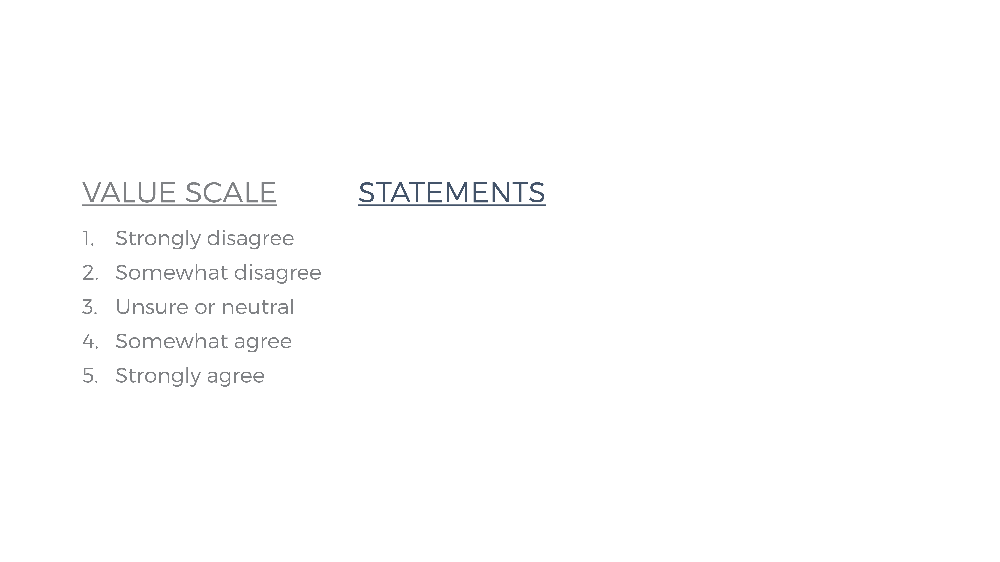 VALUE SCALE
1. Strongly disagree
2. Somewhat disagree
3. Unsure or neutral
4. Somewhat agree
5. Strongly agree
STATEMENTS